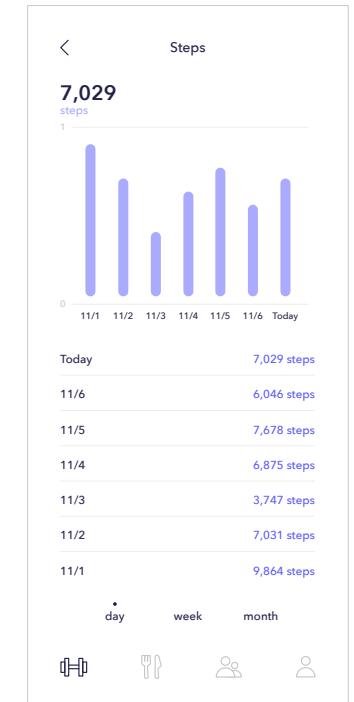 Steps
7,029
steps
1
0
11/1 11/2 11/3 11/4 11/5 11/6 Today
Today 7,029 steps
11/6 6,046 steps
11/5 7,678 steps
11/4 6,875 steps
11/3 3,747 steps
11/2 7,031 steps
11/1 9,864 steps
day week month